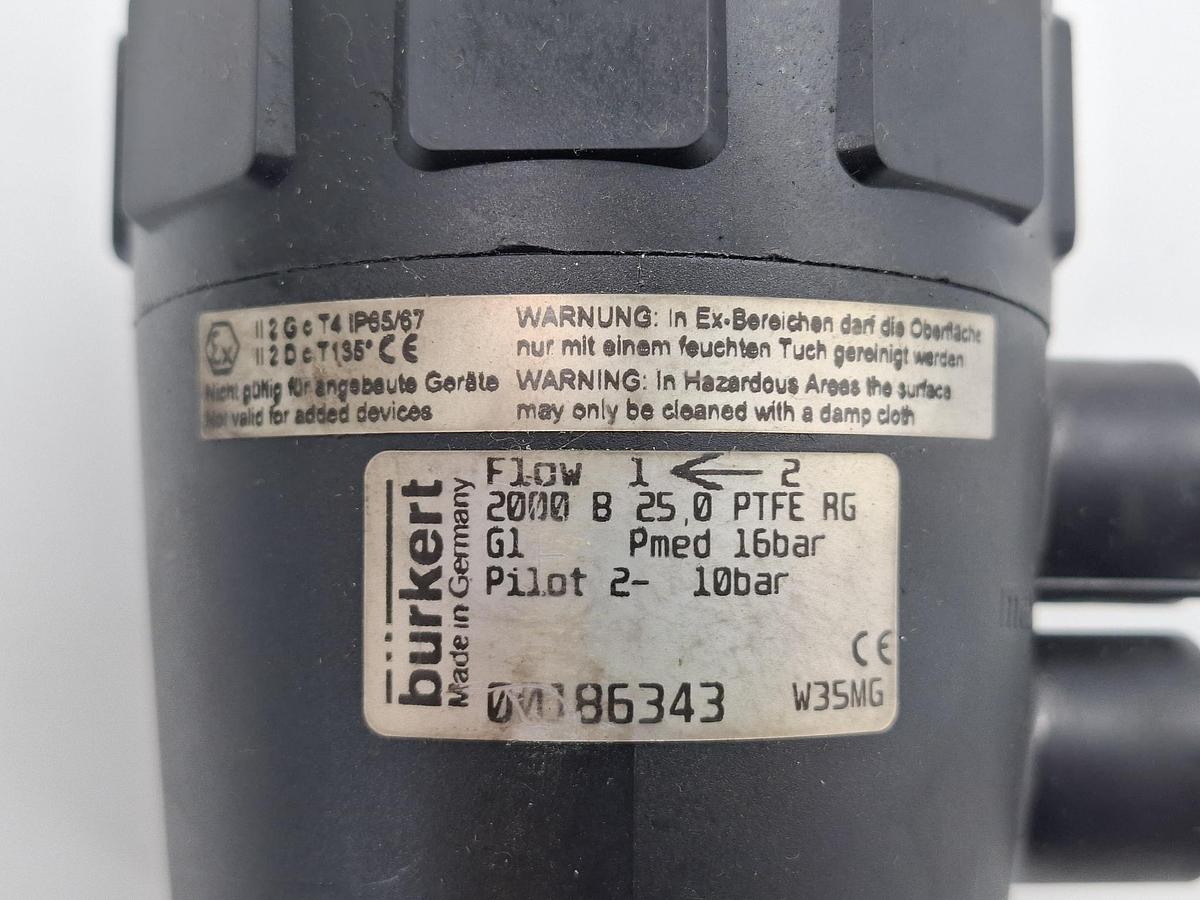 Ex
II 2 G c T4 IP65/67
II 2 D c T135° CE
Nicht gültig für angebaute Geräte
Not valid for added devices
WARNUNG: In Ex-Bereichen darf die Oberfläche
nur mit einem feuchten Tuch gereinigt werden
WARNING: In Hazardous Areas the surface
may only be cleaned with a damp cloth
bürkert
Made in Germany
Flow 1 ← 2
2000 B 25,0 PTFE RG
G1 Pmed 16bar
Pilot 2- 10bar
CE
00186343 W35MG